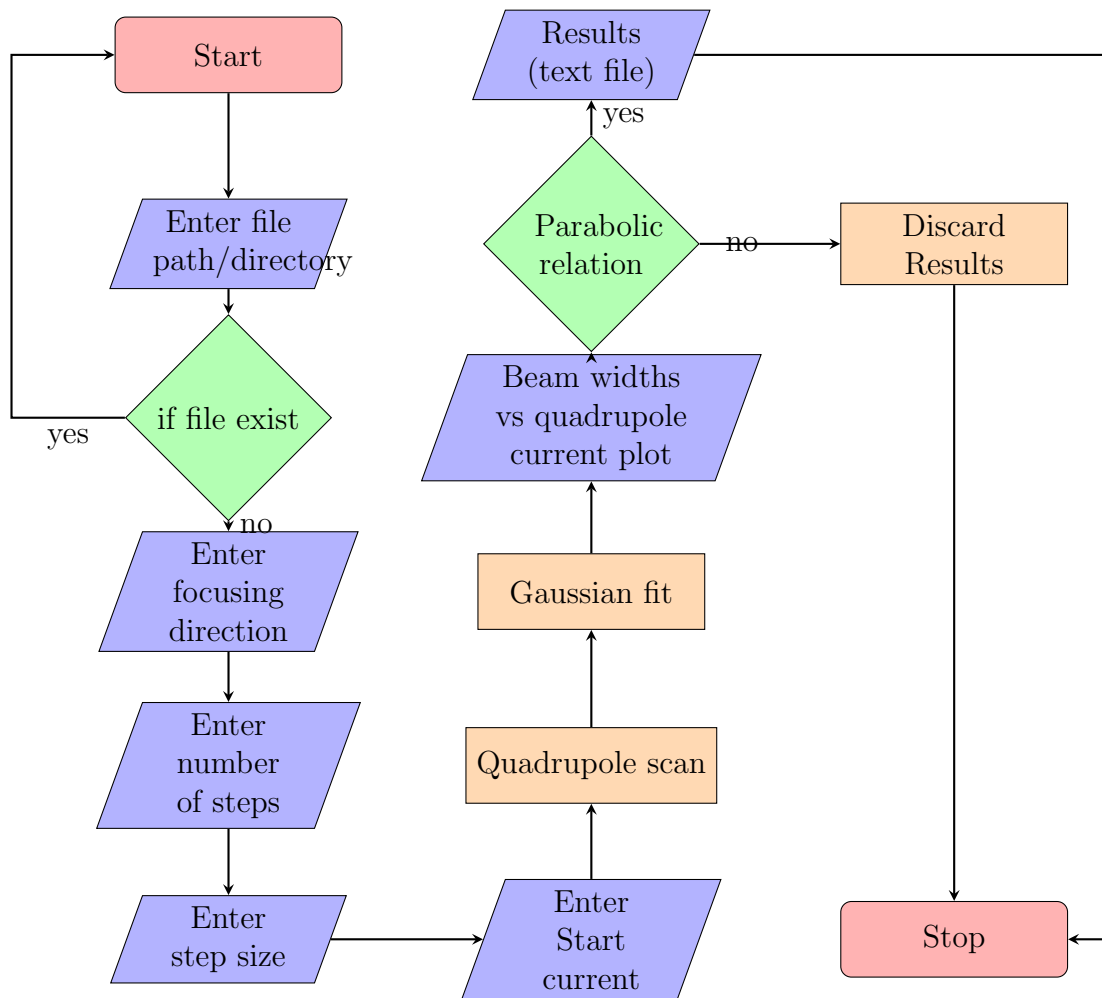 Start
Enter file
path/directory
if file exist
yes
no
Enter
focusing
direction
Enter
number
of steps
Enter
step size
Enter
Start
current
Quadrupole scan
Gaussian fit
Beam widths
vs quadrupole
current plot
Parabolic
relation
yes
no
Results
(text file)
Discard
Results
Stop